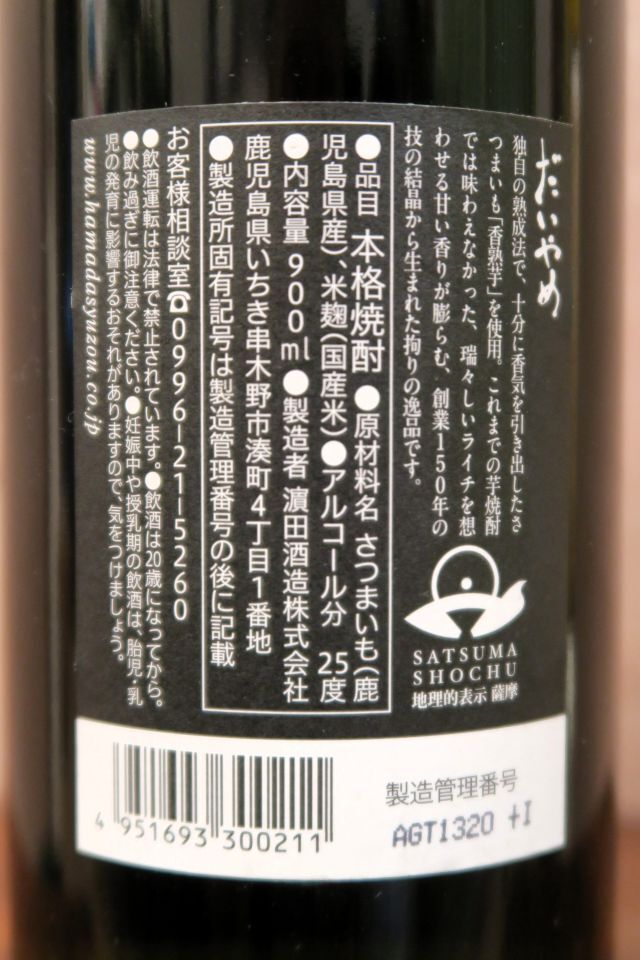 だいやめ
独自の熟成法で、十分に香気を引き出したさ
つまいも「香熟芋」を使用。これまでの芋焼酎
では味わえなかった、瑞々しいライチを想
わせる甘い香りが膨らむ、創業150年の
技の結晶から生まれた拘りの逸品です。
SATSUMA
SHOCHU
地理的表示 薩摩
●品目 本格焼酎 ●原材料名 さつまいも(鹿
児島県産)、米麹(国産米)●アルコール分 25度
●内容量 900ml ●製造者 濵田酒造株式会社
鹿児島県いちき串木野市湊町4丁目1番地
●製造所固有記号は製造管理番号の後に記載
お客様相談室☎0996-21-5260
●飲酒運転は法律で禁止されています。●飲酒は20歳になってから。
●飲み過ぎに御注意ください。●妊娠中や授乳期の飲酒は、胎児・乳
児の発育に影響するおそれがありますので、気をつけましょう。
www.hamadasyuzou.co.jp
4 951693 300211
製造管理番号
AGT1320 +I